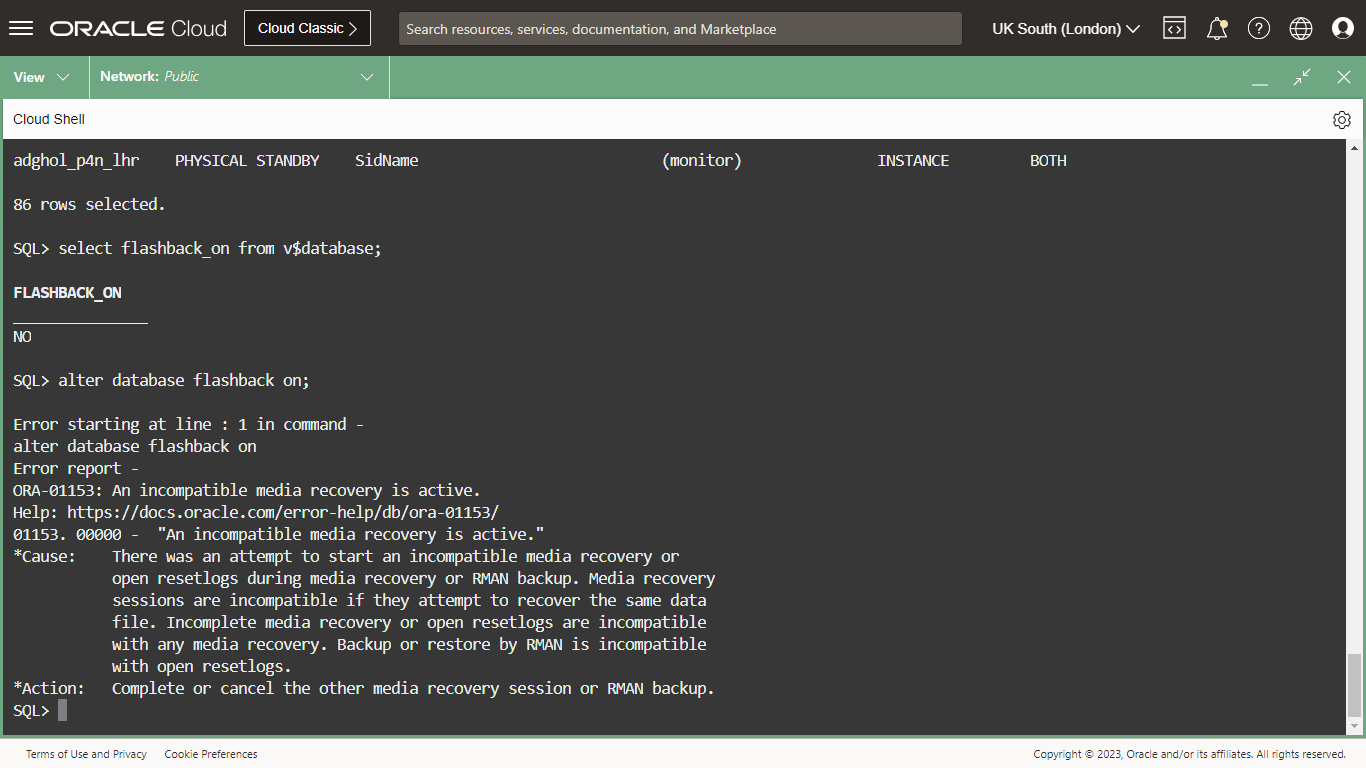 ORACLE Cloud
Cloud Classic
Search resources, services, documentation, and Marketplace
UK South (London)
View
Network: Public
Cloud Shell
adghol_p4n_lhr    PHYSICAL STANDBY    SidName    (monitor)    INSTANCE    BOTH
86 rows selected.
SQL> select flashback_on from v$database;
FLASHBACK_ON
_______________
NO
SQL> alter database flashback on;
Error starting at line : 1 in command -
alter database flashback on
Error report -
ORA-01153: An incompatible media recovery is active.
Help: https://docs.oracle.com/error-help/db/ora-01153/
01153. 00000 -  "An incompatible media recovery is active."
*Cause:    There was an attempt to start an incompatible media recovery or
open resetlogs during media recovery or RMAN backup. Media recovery
sessions are incompatible if they attempt to recover the same data
file. Incomplete media recovery or open resetlogs are incompatible
with any media recovery. Backup or restore by RMAN is incompatible
with open resetlogs.
*Action:   Complete or cancel the other media recovery session or RMAN backup.
SQL>
Terms of Use and Privacy
Cookie Preferences
Copyright © 2023, Oracle and/or its affiliates. All rights reserved.